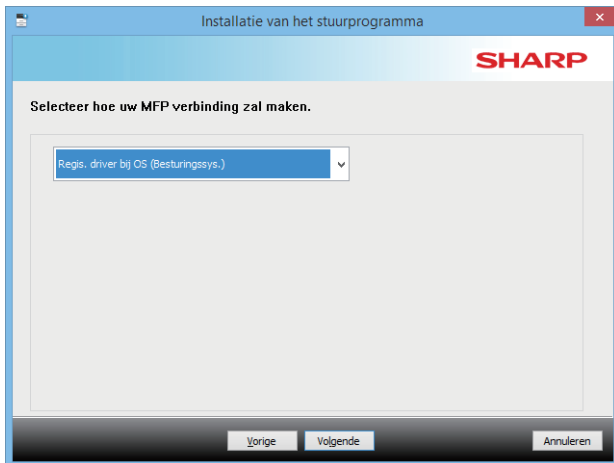 Installatie van het stuurprogramma
SHARP
Selecteer hoe uw MFP verbinding zal maken.
Regis. driver bij OS (Besturingssys.)
Vorige Volgende Annuleren